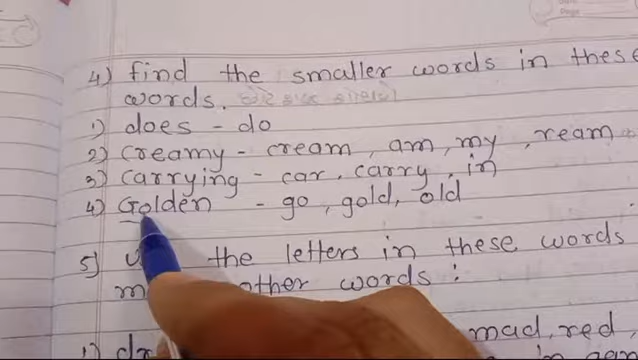 4) find the smaller words in these
words.
1) does - do
2) creamy - cream, am, my, ream
3) carrying - car, carry, in
4) Golden - go, gold, old
5) the letters in these words
other words :
1) mad, red,